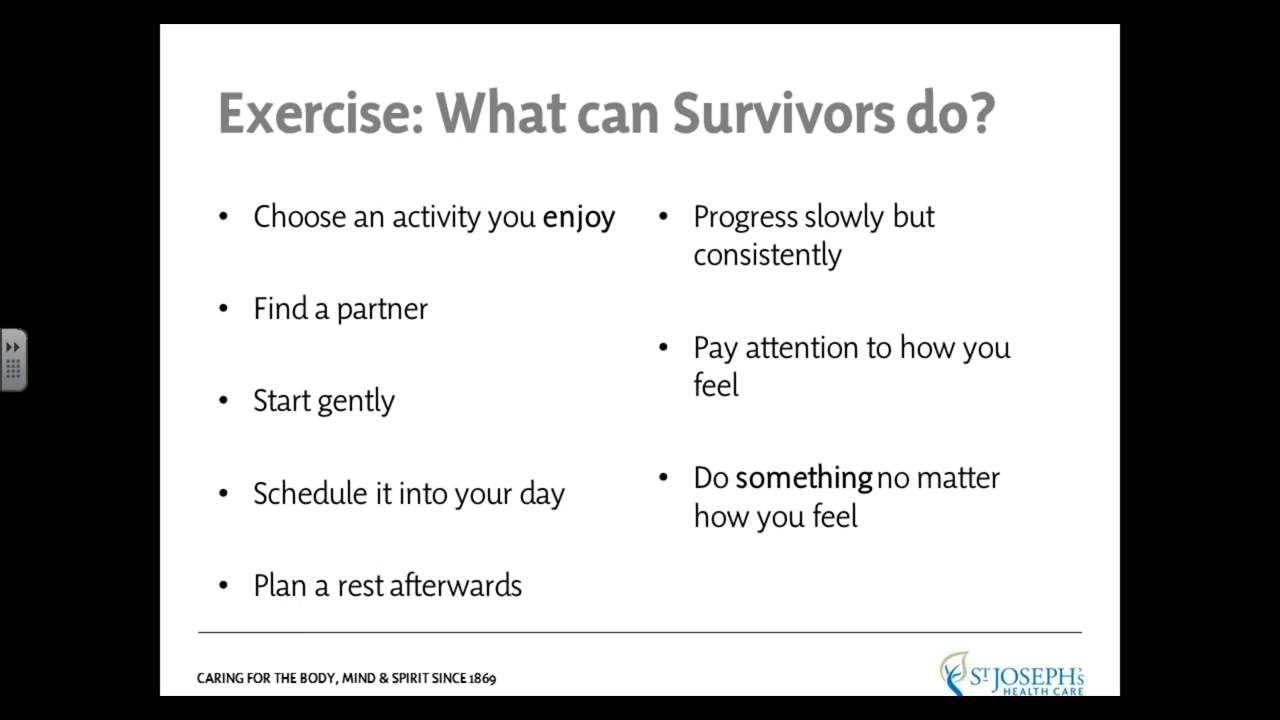 Exercise: What can Survivors do?
• Choose an activity you enjoy
• Find a partner
• Start gently
• Schedule it into your day
• Plan a rest afterwards
• Progress slowly but
consistently
• Pay attention to how you
feel
• Do something no matter
how you feel
CARING FOR THE BODY, MIND & SPIRIT SINCE 1869
ST JOSEPH'S
HEALTH CARE